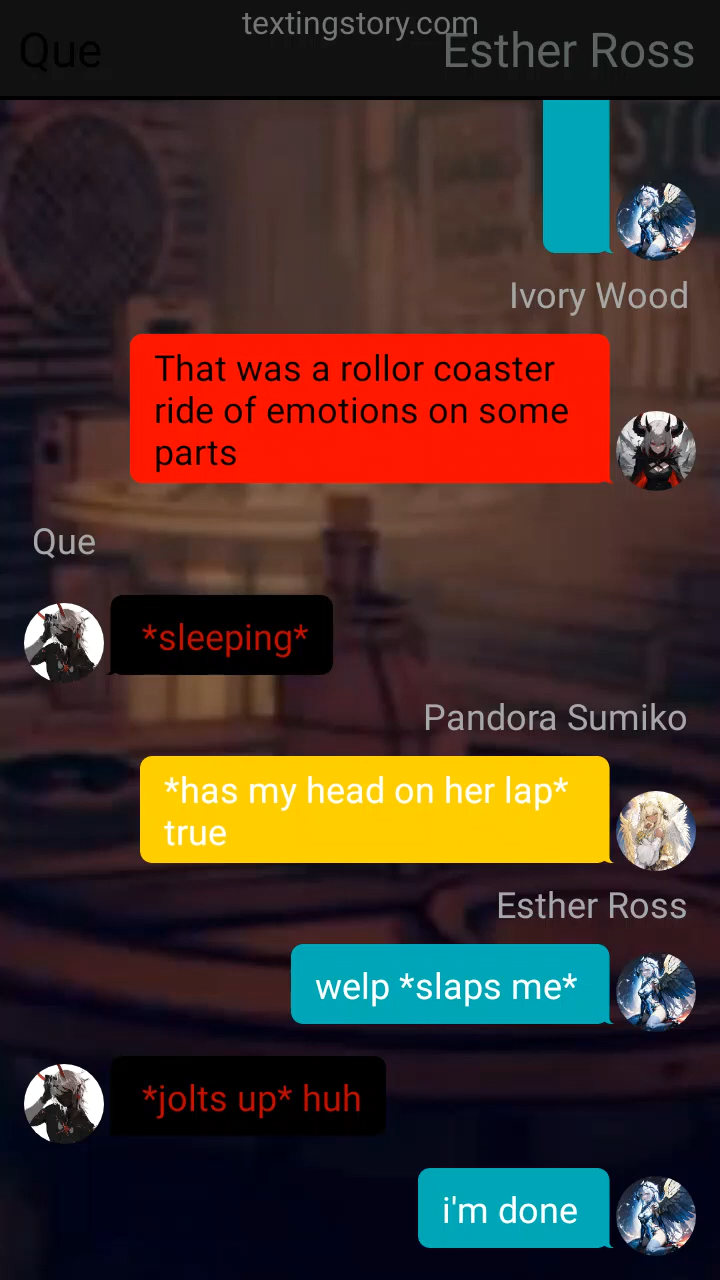 textingstory.com
Que
Esther Ross
Ivory Wood
That was a rollor coaster
ride of emotions on some
parts
Que
*sleeping*
Pandora Sumiko
*has my head on her lap*
true
Esther Ross
welp *slaps me*
*jolts up* huh
i'm done